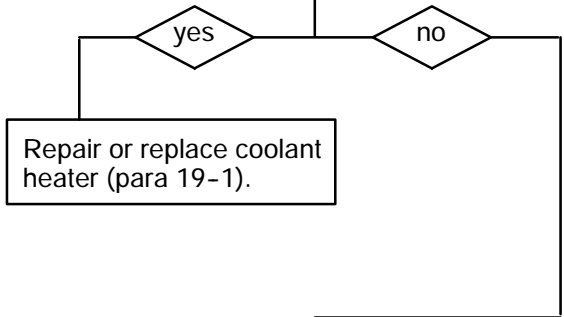 yes
no
Repair or replace coolant
heater (para 19-1).